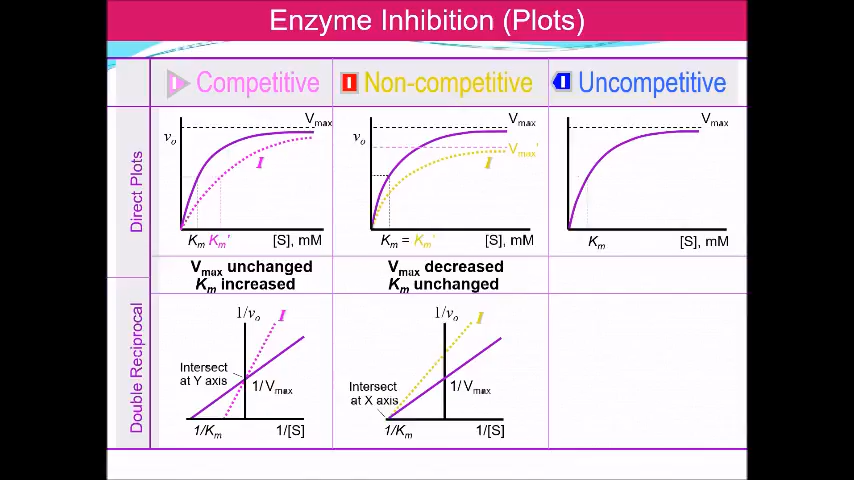 Enzyme Inhibition (Plots)
I Competitive
I Non-competitive
I Uncompetitive
Direct Plots
vo
Vmax
I
Km Km'
[S], mM
vo
Vmax
Vmax'
I
Km = Km'
[S], mM
Vmax
Km
[S], mM
Vmax unchanged
Km increased
Vmax decreased
Km unchanged
Double Reciprocal
1/vo
I
Intersect
at Y axis
1/Vmax
1/Km
1/[S]
1/vo
I
Intersect
at X axis
1/Vmax
1/Km
1/[S]